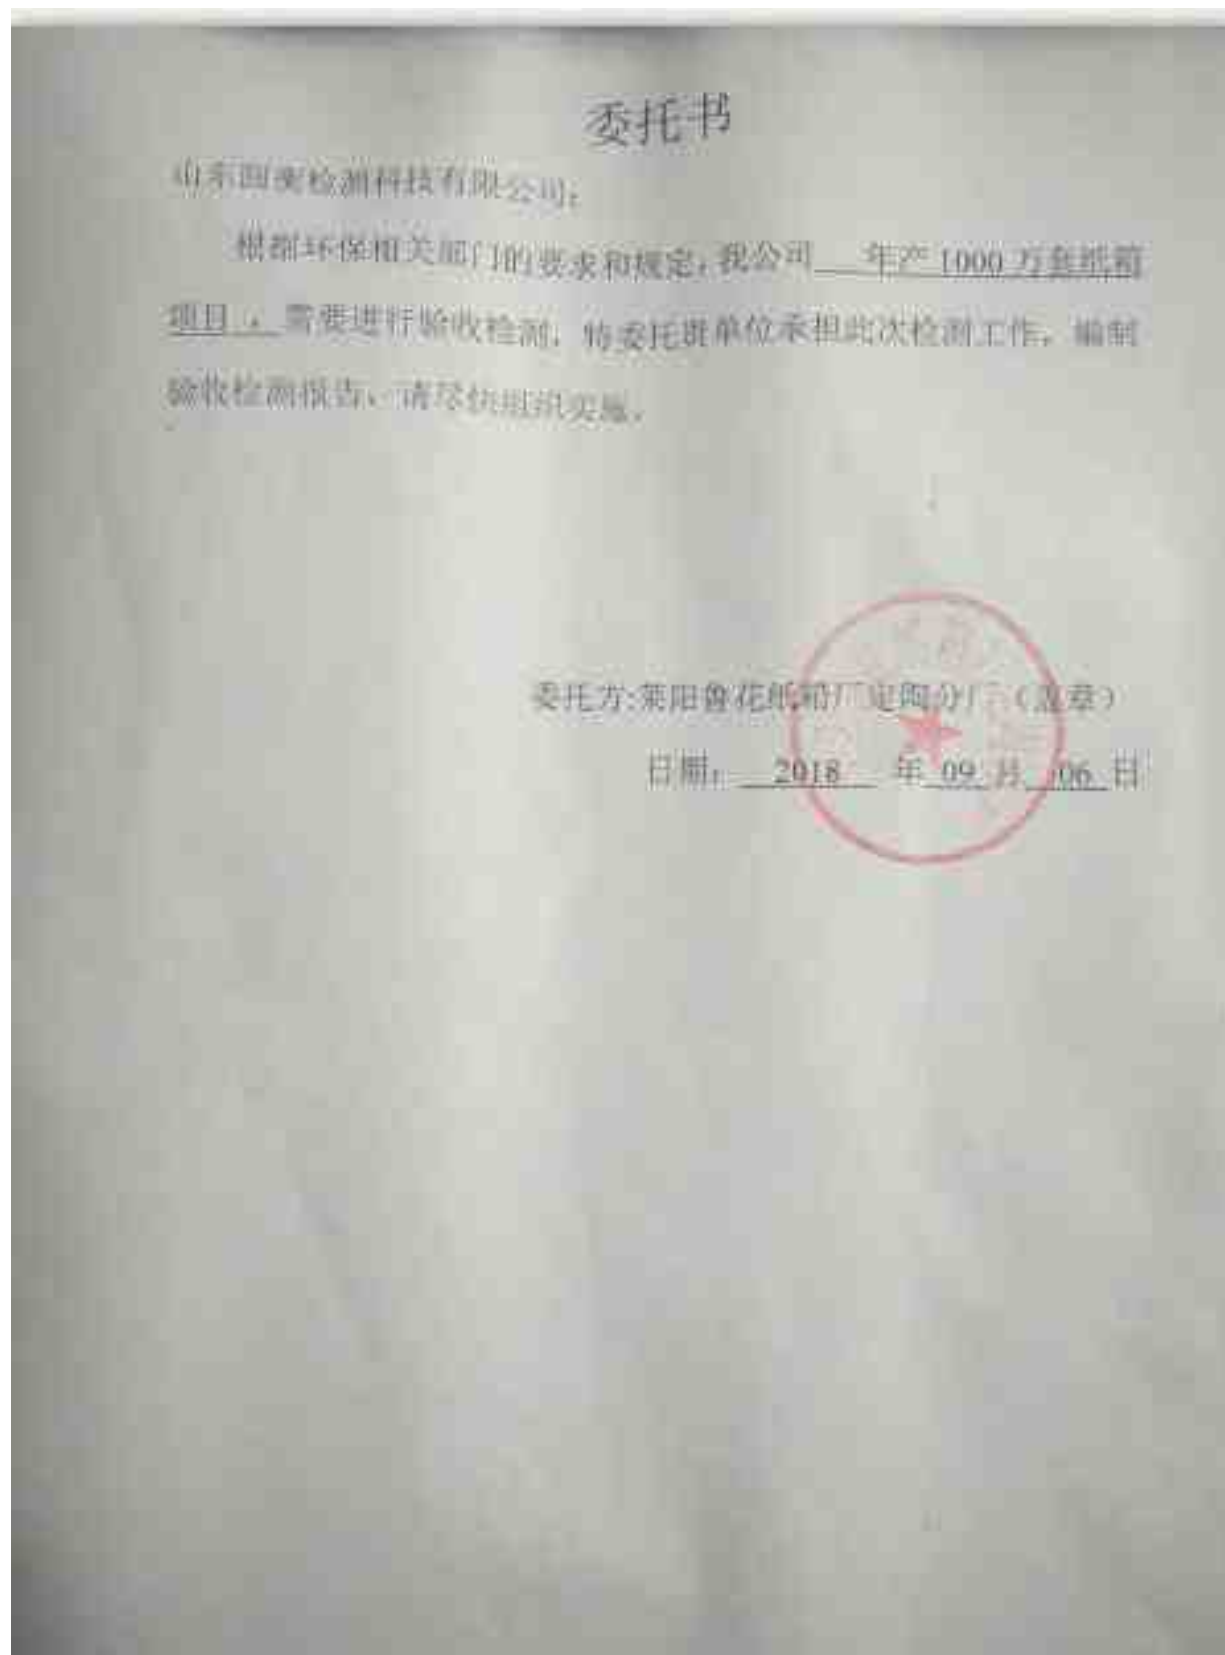 委托书
山东圆衡检测科技有限公司:
根据环保相关部门的要求和规定,我公司 年产 1000 万套纸箱
项目 , 需要进行验收检测, 特委托贵单位承担此次检测工作, 编制
验收检测报告, 请尽快组织实施。
委托方:莱阳鲁花纸箱厂定陶分厂(盖章)
日期: 2018 年 09 月 06 日